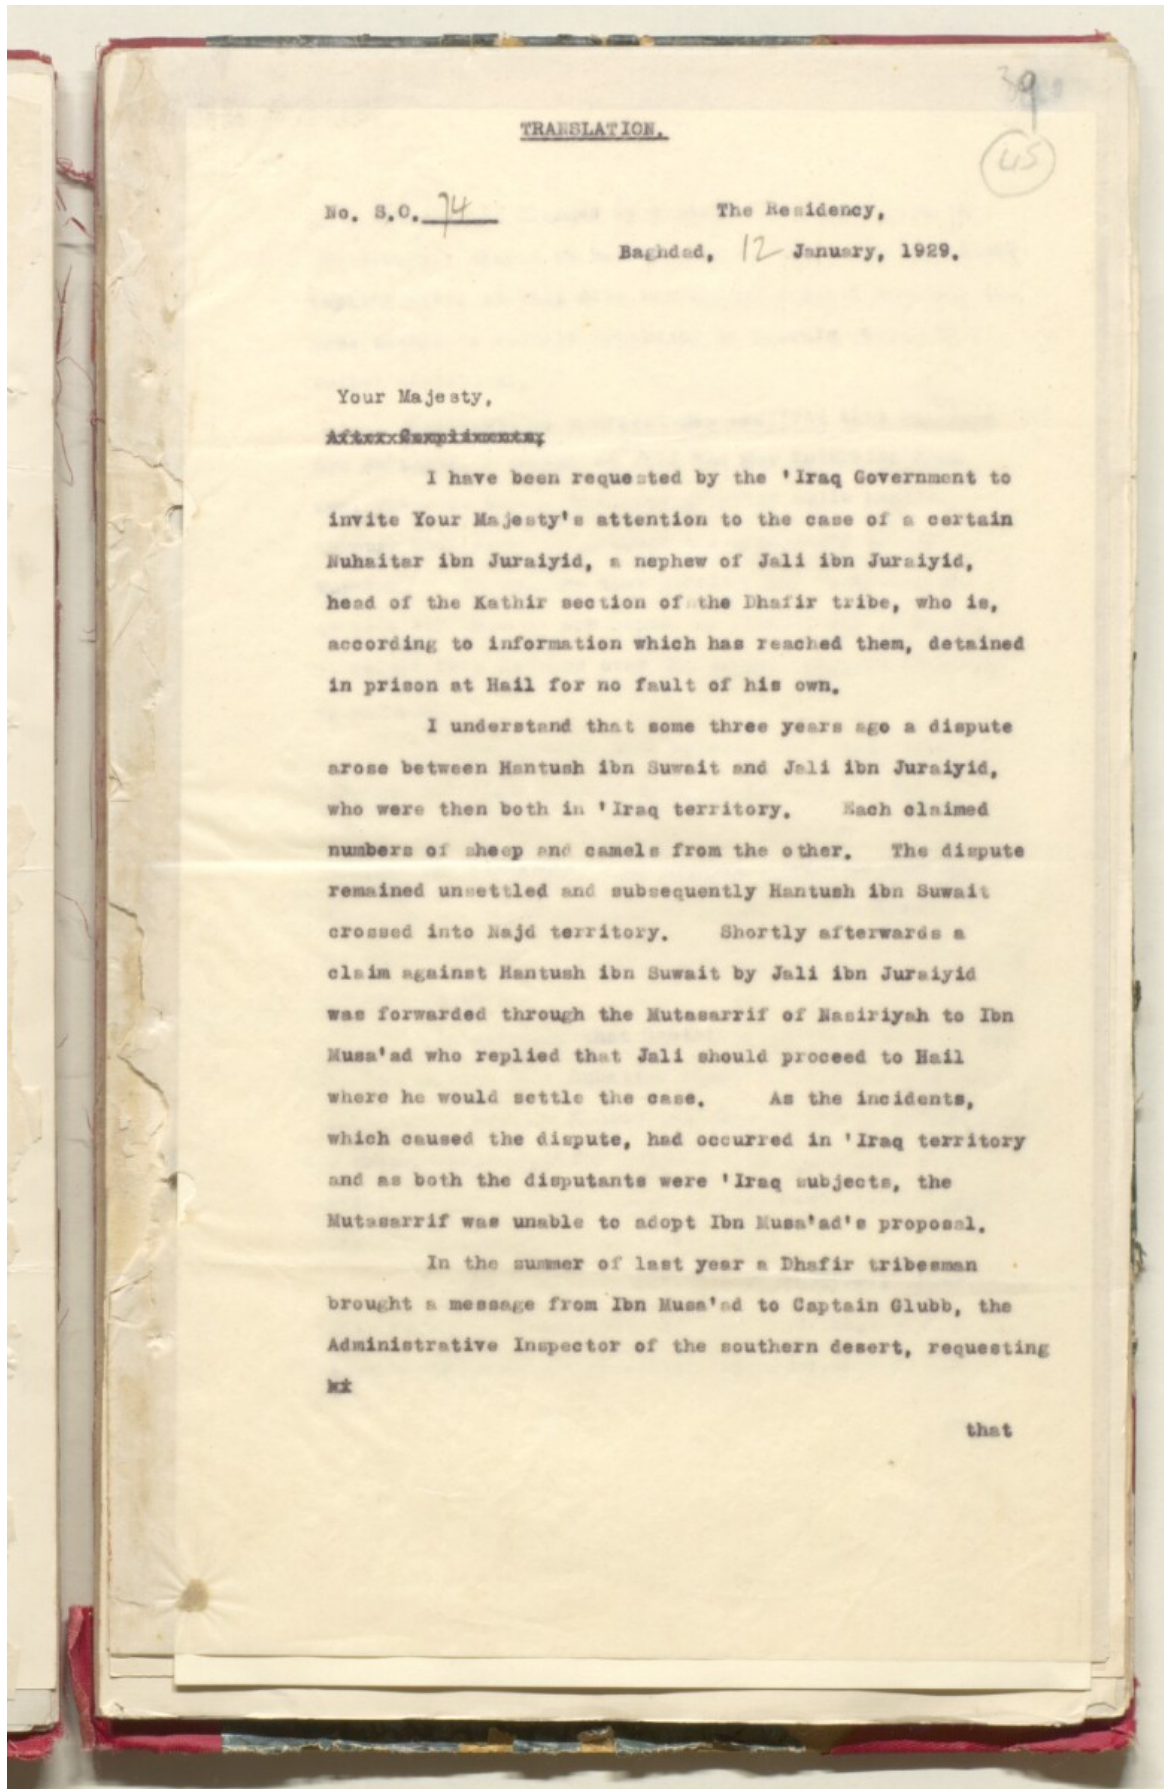 39
TRANSLATION.
45
No. S.O. 74 The Residency,
Baghdad, 12 January, 1929.
Your Majesty,
After Compliments,
I have been requested by the 'Iraq Government to
invite Your Majesty's attention to the case of a certain
Nuhaitar ibn Juraiyid, a nephew of Jali ibn Juraiyid,
head of the Kathir section of the Dhafir tribe, who is,
according to information which has reached them, detained
in prison at Hail for no fault of his own.
I understand that some three years ago a dispute
arose between Hantush ibn Suwait and Jali ibn Juraiyid,
who were then both in 'Iraq territory. Each claimed
numbers of sheep and camels from the other. The dispute
remained unsettled and subsequently Hantush ibn Suwait
crossed into Najd territory. Shortly afterwards a
claim against Hantush ibn Suwait by Jali ibn Juraiyid
was forwarded through the Mutasarrif of Nasiriyah to Ibn
Musa'ad who replied that Jali should proceed to Hail
where he would settle the case. As the incidents,
which caused the dispute, had occurred in 'Iraq territory
and as both the disputants were 'Iraq subjects, the
Mutasarrif was unable to adopt Ibn Musa'ad's proposal.
In the summer of last year a Dhafir tribesman
brought a message from Ibn Musa'ad to Captain Glubb, the
Administrative Inspector of the southern desert, requesting
that